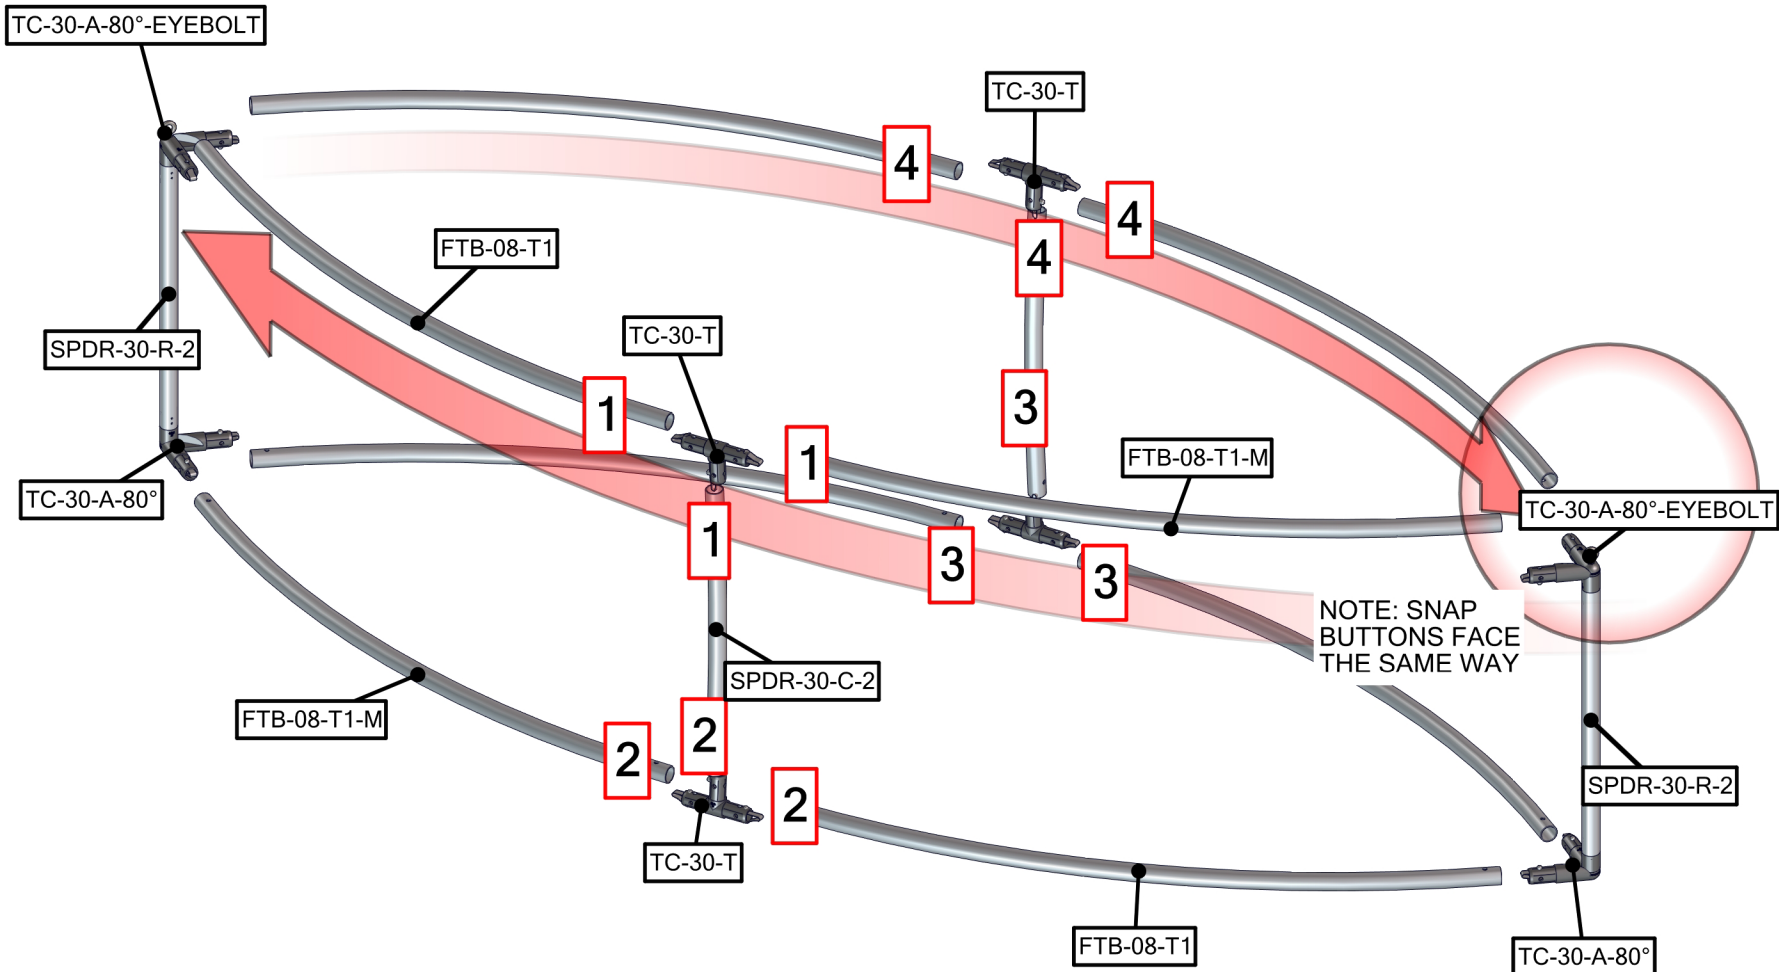 TC-30-A-80°-EYEBOLT
TC-30-T
4
4
4
FTB-08-T1
TC-30-T
SPDR-30-R-2
3
1
1
FTB-08-T1-M
TC-30-A-80°
TC-30-A-80°-EYEBOLT
1
3
3
NOTE: SNAP
BUTTONS FACE
THE SAME WAY
SPDR-30-C-2
FTB-08-T1-M
2
2
2
SPDR-30-R-2
TC-30-T
FTB-08-T1
TC-30-A-80°